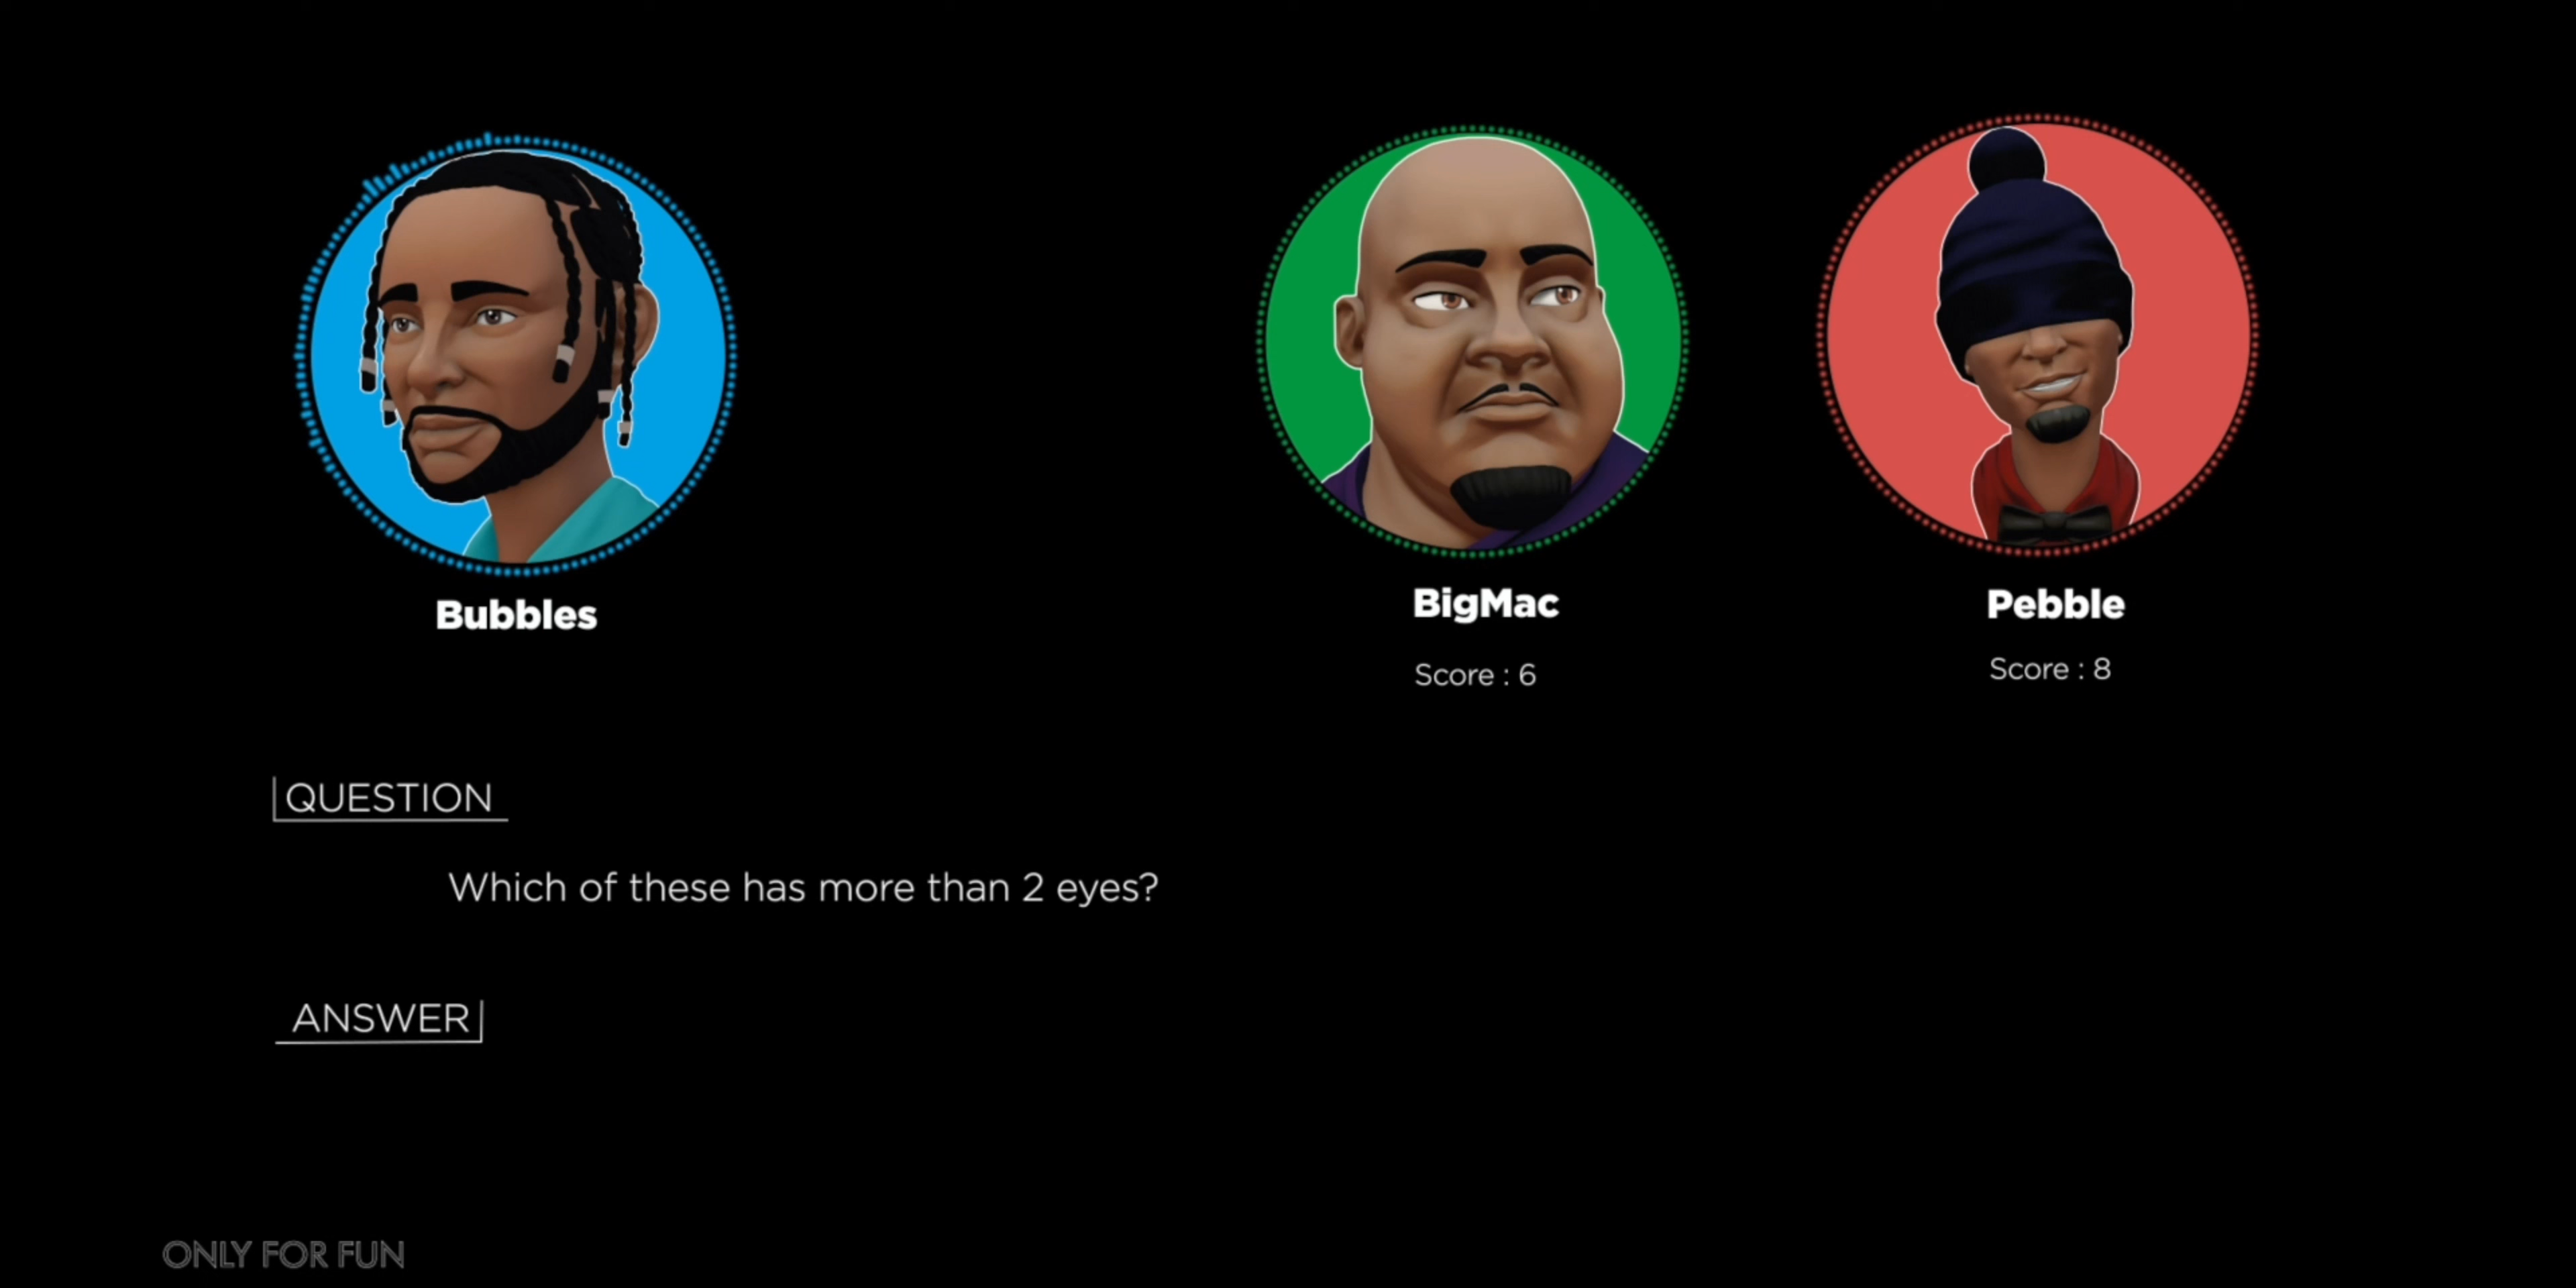 Bubbles
BigMac
Pebble
Score : 6
Score : 8
QUESTION
Which of these has more than 2 eyes?
ANSWER
ONLY FOR FUN